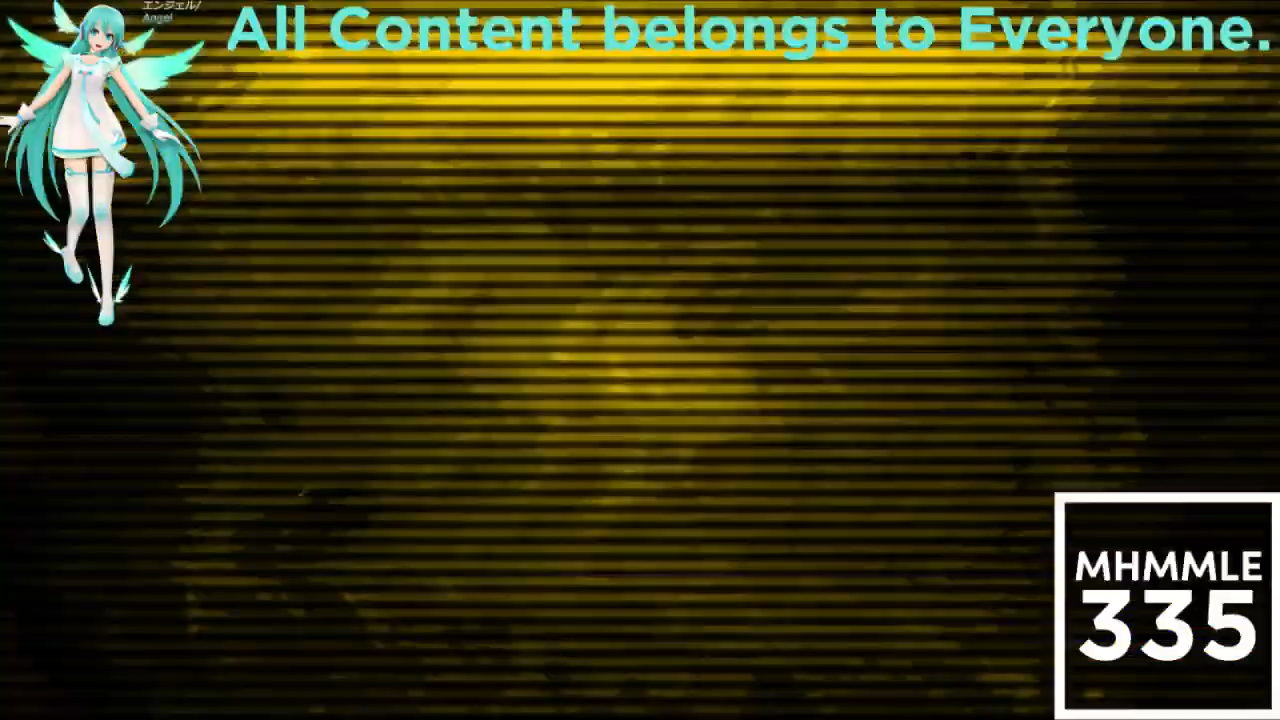 エンジェル/
Angel
All Content belongs to Everyone.
MHMMLE
335